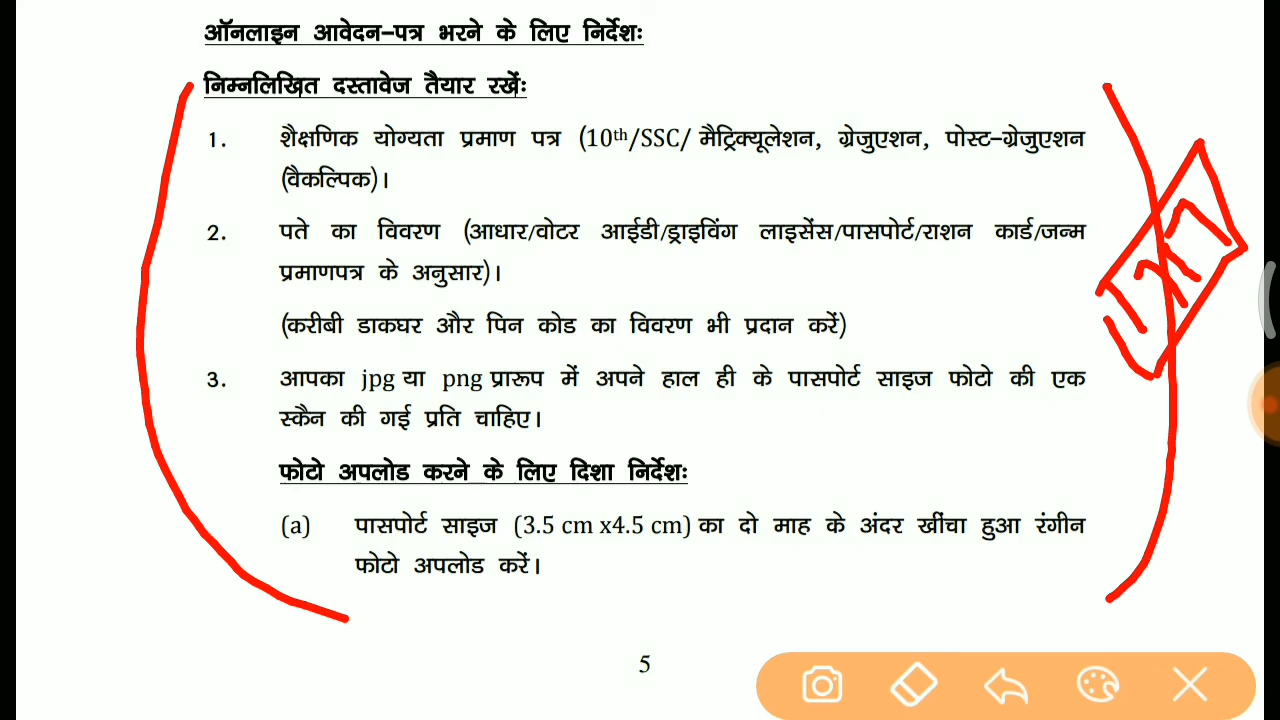 ऑनलाइन आवेदन-पत्र भरने के लिए निर्देशः
निम्नलिखित दस्तावेज तैयार रखेंः
1. शैक्षणिक योग्यता प्रमाण पत्र (10th/SSC/ मैट्रिक्यूलेशन, ग्रेजुएशन, पोस्ट-ग्रेजुएशन
(वैकल्पिक)।
2. पते का विवरण (आधार/वोटर आईडी/ड्राइविंग लाइसेंस/पासपोर्ट/राशन कार्ड/जन्म
प्रमाणपत्र के अनुसार)।
(करीबी डाकघर और पिन कोड का विवरण भी प्रदान करें)
3. आपका jpg या png प्रारूप में अपने हाल ही के पासपोर्ट साइज फोटो की एक
स्कैन की गई प्रति चाहिए।
फोटो अपलोड करने के लिए दिशा निर्देशः
(a) पासपोर्ट साइज (3.5 cm x4.5 cm) का दो माह के अंदर खींचा हुआ रंगीन
फोटो अपलोड करें।
5